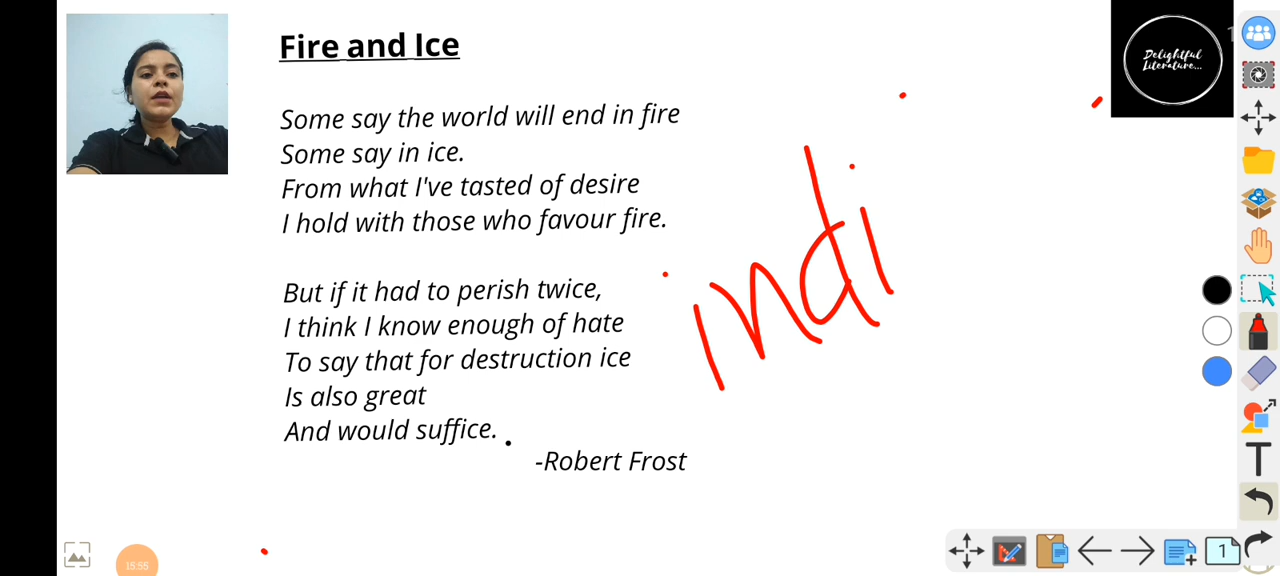 Fire and Ice
Delightful
Literature...
Some say the world will end in fire
Some say in ice.
From what I've tasted of desire
I hold with those who favour fire.
But if it had to perish twice,
I think I know enough of hate
To say that for destruction ice
Is also great
And would suffice.
-Robert Frost
indi
15:55
1
T